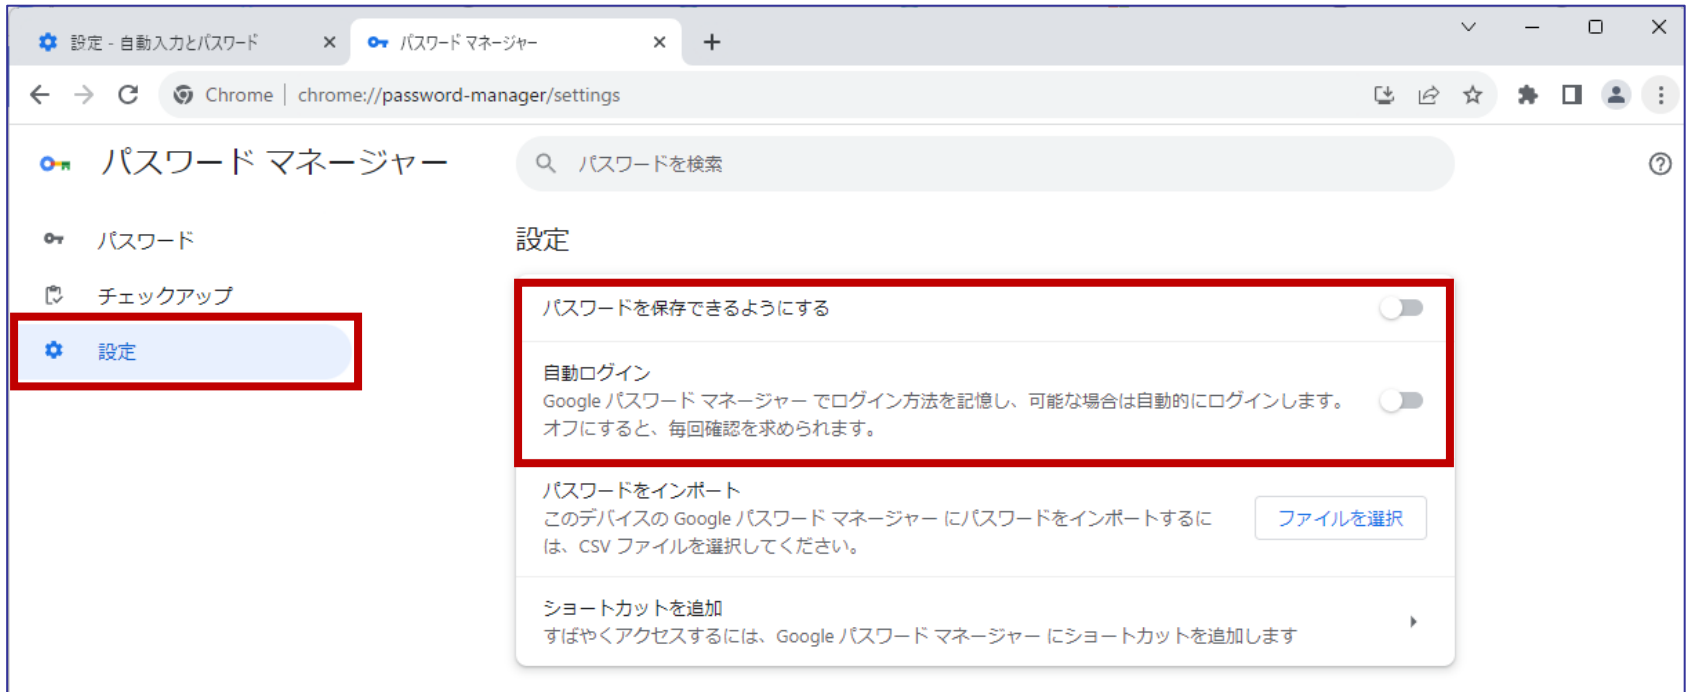 設定 - 自動入力とパスワード
パスワード マネージャー
Chrome
chrome://password-manager/settings
パスワード マネージャー
パスワードを検索
パスワード
チェックアップ
設定
設定
パスワードを保存できるようにする
自動ログイン
Google パスワード マネージャー でログイン方法を記憶し、可能な場合は自動的にログインします。
オフにすると、毎回確認を求められます。
パスワードをインポート
このデバイスの Google パスワード マネージャー にパスワードをインポートするに
は、CSV ファイルを選択してください。
ファイルを選択
ショートカットを追加
すばやくアクセスするには、Google パスワード マネージャー にショートカットを追加します